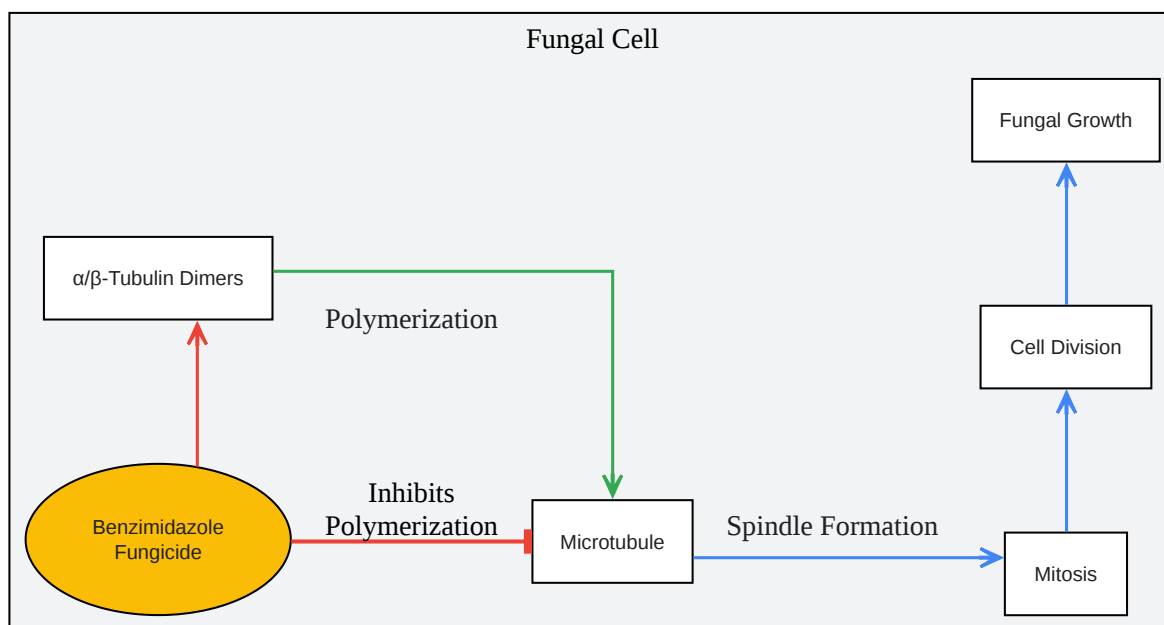 Fungal Cell
Fungal Growth
α/β-Tubulin Dimers
Polymerization
Cell Division
Inhibits
Polymerization
Benzimidazole
Fungicide
Microtubule
Spindle Formation
Mitosis